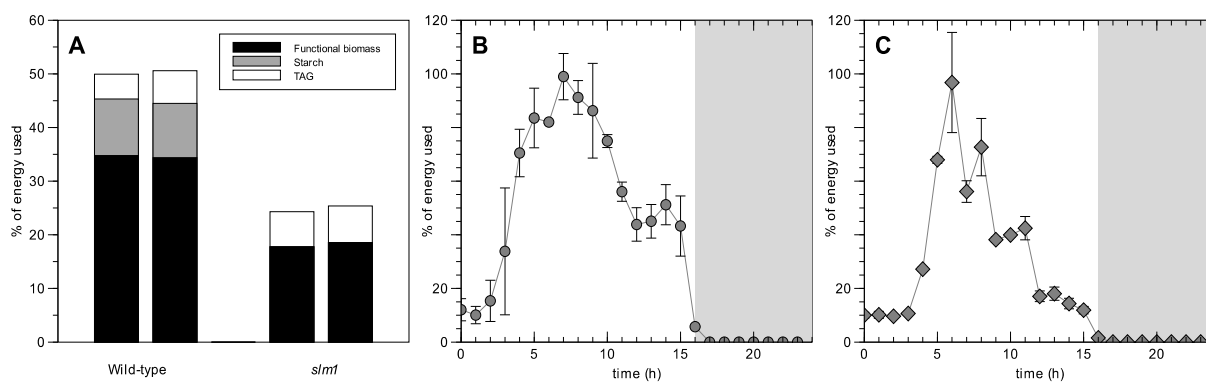 A
Functional biomass
Starch
TAG
% of energy used
60
50
40
30
20
10
0
Wild-type
slm1
B
% of energy used
120
100
20
0
0
5
10
15
20
time (h)
C
% of energy used
120
100
20
0
0
5
10
15
20
time (h)